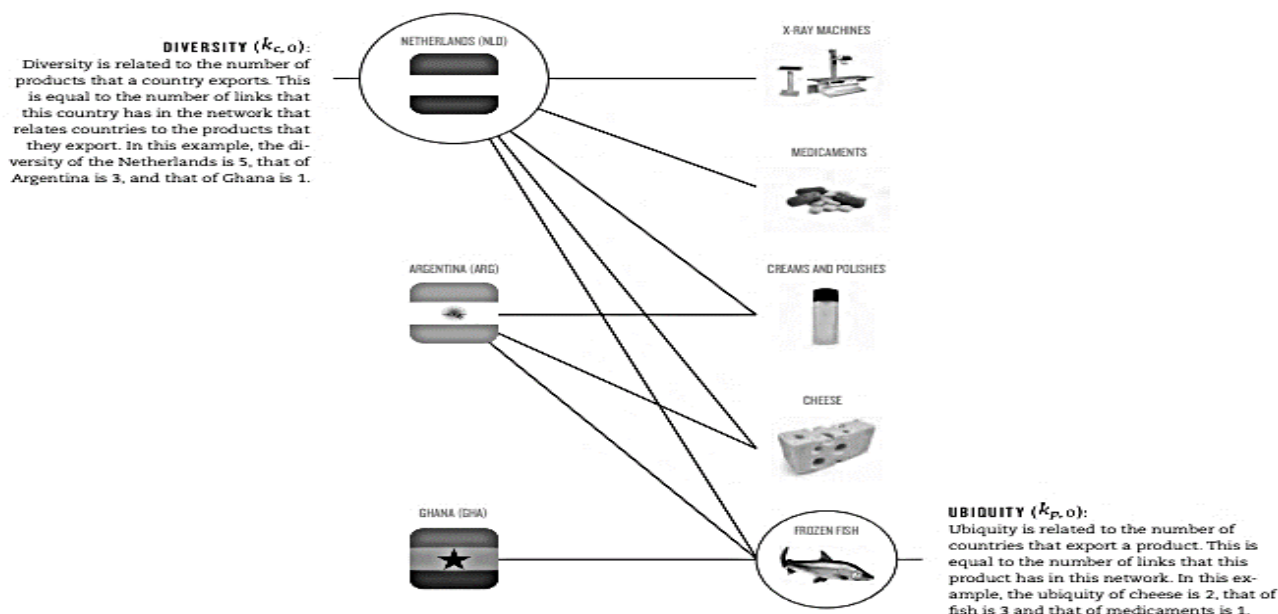 DIVERSITY (kc,0):
Diversity is related to the number of
products that a country exports. This
is equal to the number of links that
this country has in the network that
relates countries to the products that
they export. In this example, the di-
versity of the Netherlands is 5, that of
Argentina is 3, and that of Ghana is 1.
NETHERLANDS (NLD)
ARGENTINA (ARG)
GHANA (GHA)
X-RAY MACHINES
MEDICAMENTS
CREAMS AND POLISHES
CHEESE
FROZEN FISH
UBIQUITY (kp,0):
Ubiquity is related to the number of
countries that export a product. This is
equal to the number of links that this
product has in this network. In this ex-
ample, the ubiquity of cheese is 2, that of
fish is 3 and that of medicaments is 1.